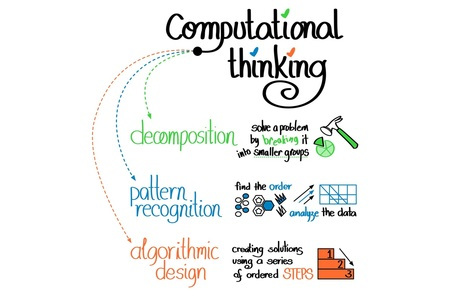 Computational
thinking
decomposition
solve a problem
by breaking it
into smaller groups
pattern
recognition
find the order
analyze the data
algorithmic
design
creating solutions
using a series
of ordered STEPS
1
2
3